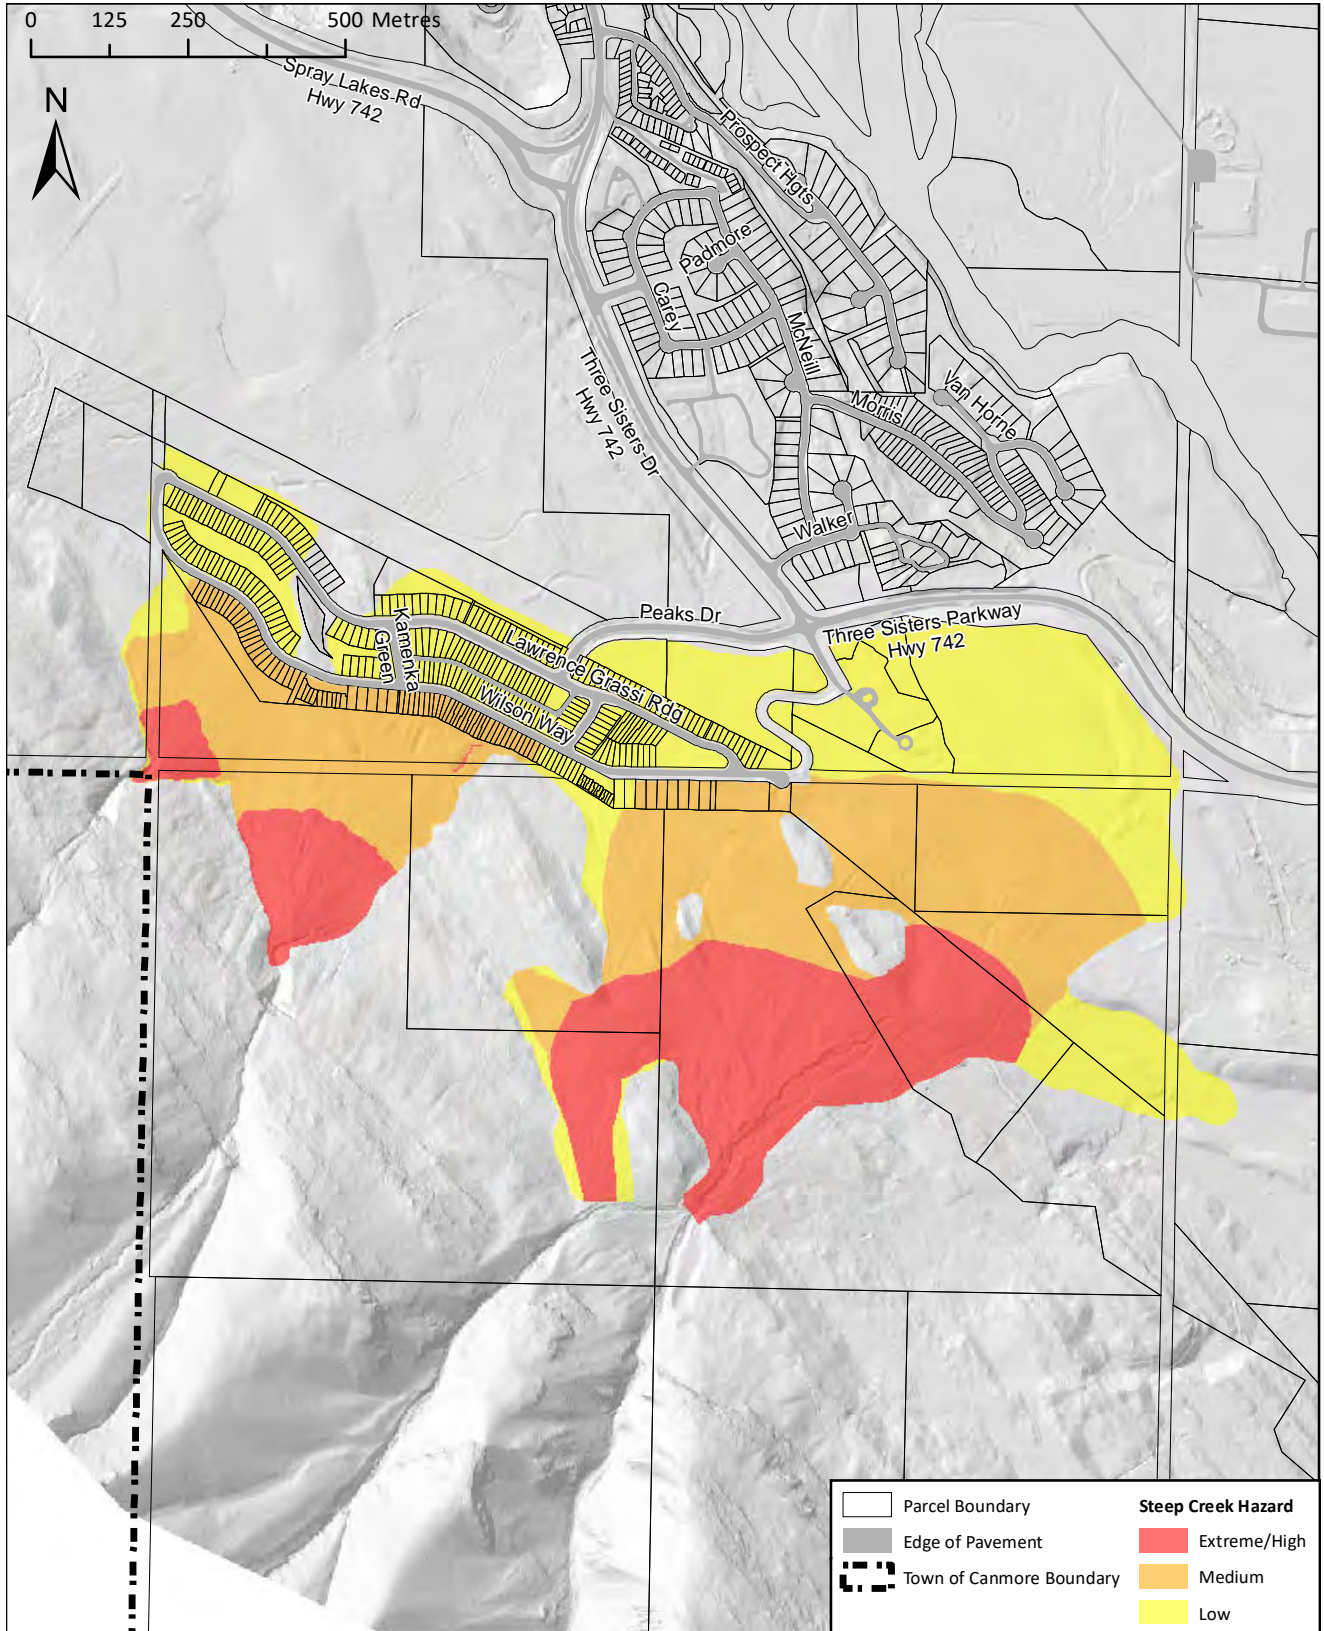 0 125 250 500 Metres
N
Spray Lakes Rd
Hwy 742
Prospect Hgts
Padmore
Carey
McNeill
Three Sisters Dr
Hwy 742
Morris
Van Horne
Walker
Peaks Dr
Three Sisters Parkway
Hwy 742
Kamenka
Green
Lawrence Grassi Rdg
Wilson Way
Parcel Boundary
Edge of Pavement
Town of Canmore Boundary
Steep Creek Hazard
Extreme/High
Medium
Low